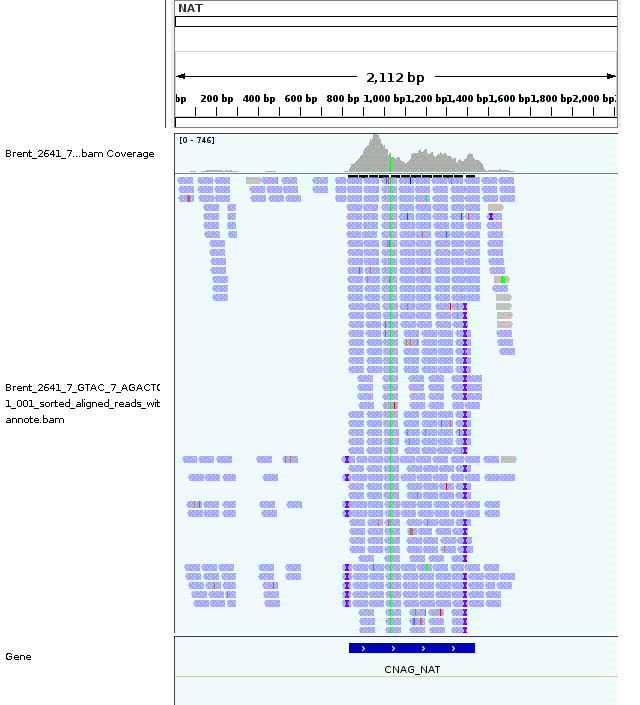 NAT
2,112 bp
bp 200 bp 400 bp 600 bp 800 bp 1,000 bp 1,200 bp 1,400 bp 1,600 bp 1,800 bp 2,000 bp
[0 - 746]
Brent_2641_7...bam Coverage
Brent_2641_7_GTAC_7_AGACT
1_001_sorted_aligned_reads_wit
annote.bam
Gene
CNAG_NAT